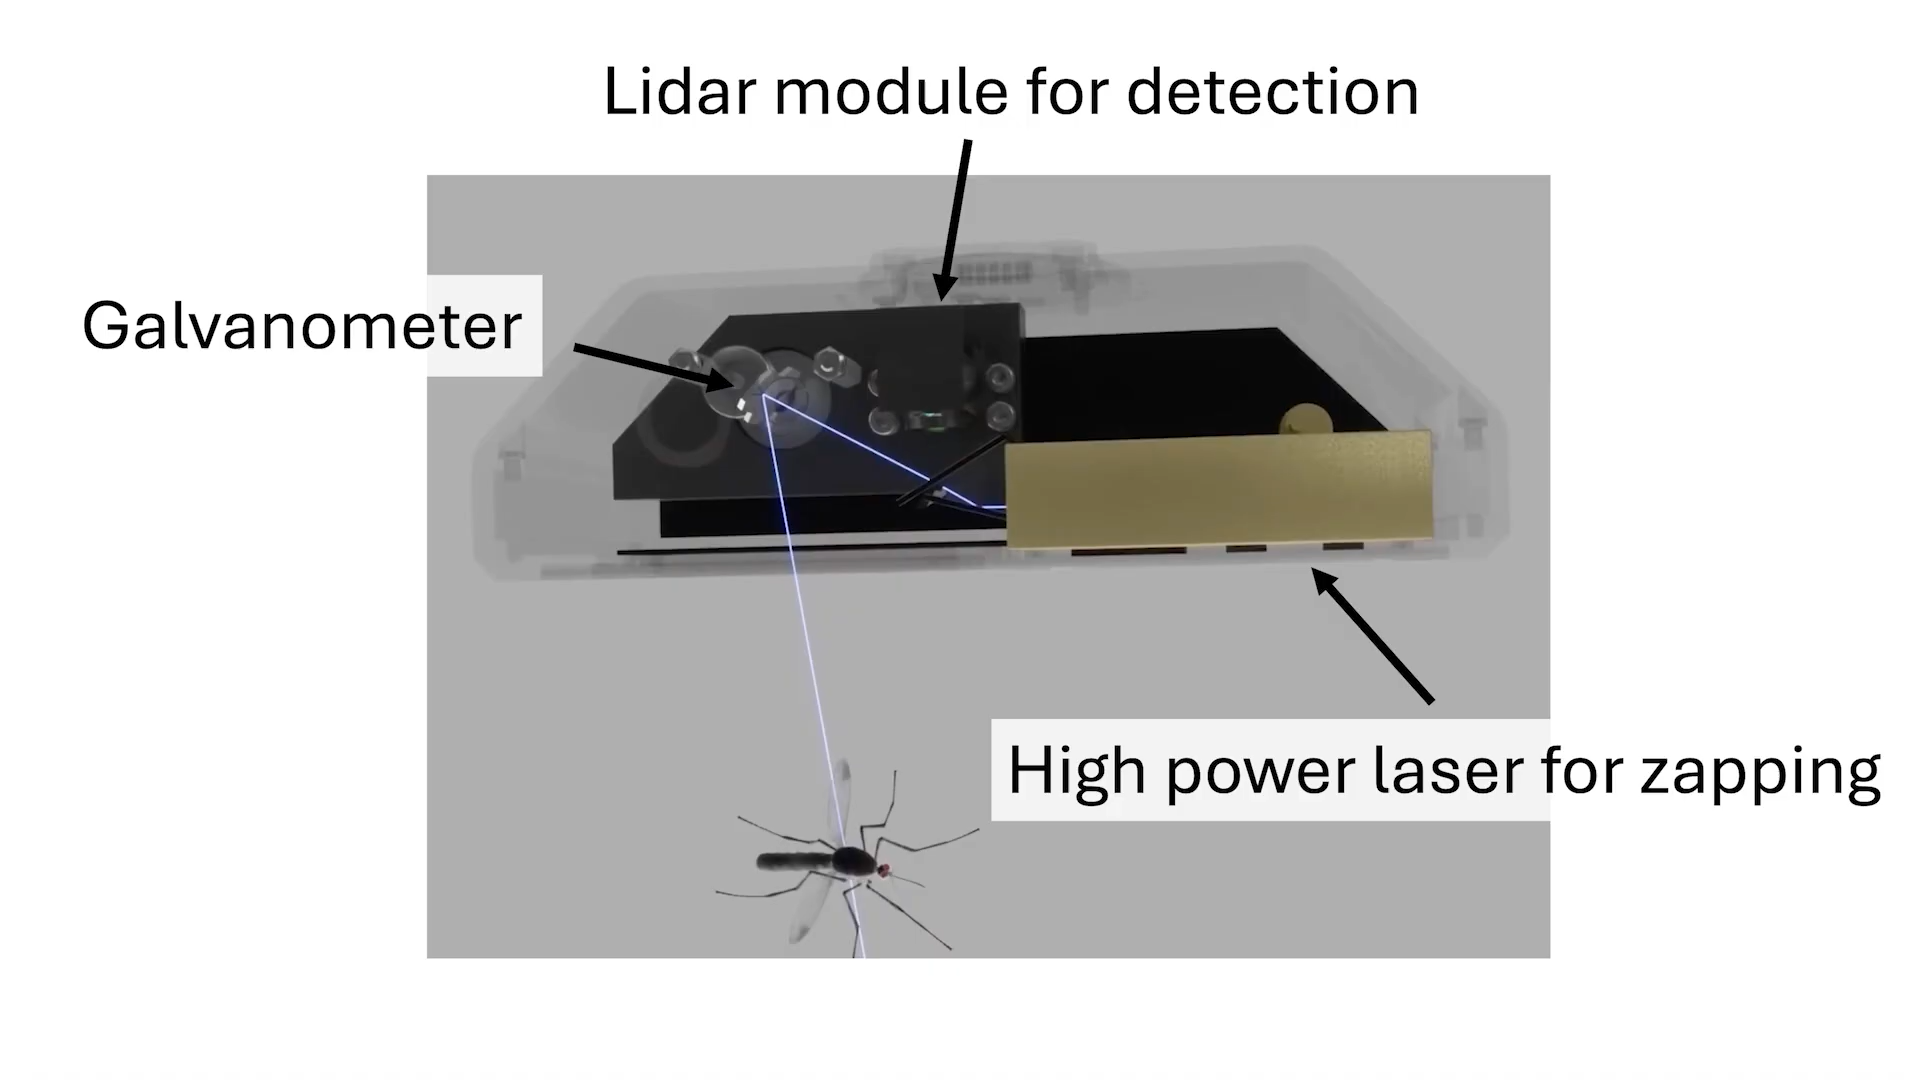 Lidar module for detection
Galvanometer
High power laser for zapping